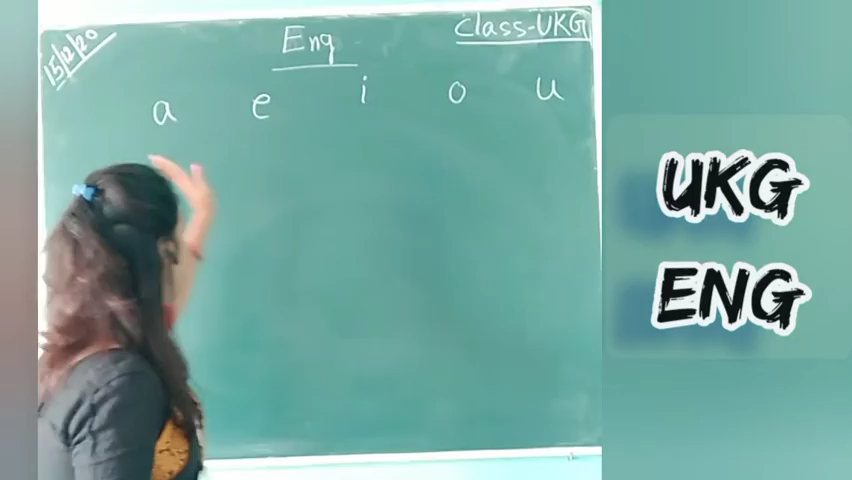 15/12/20
Eng
Class-UKG
a e i o u
UKG
ENG